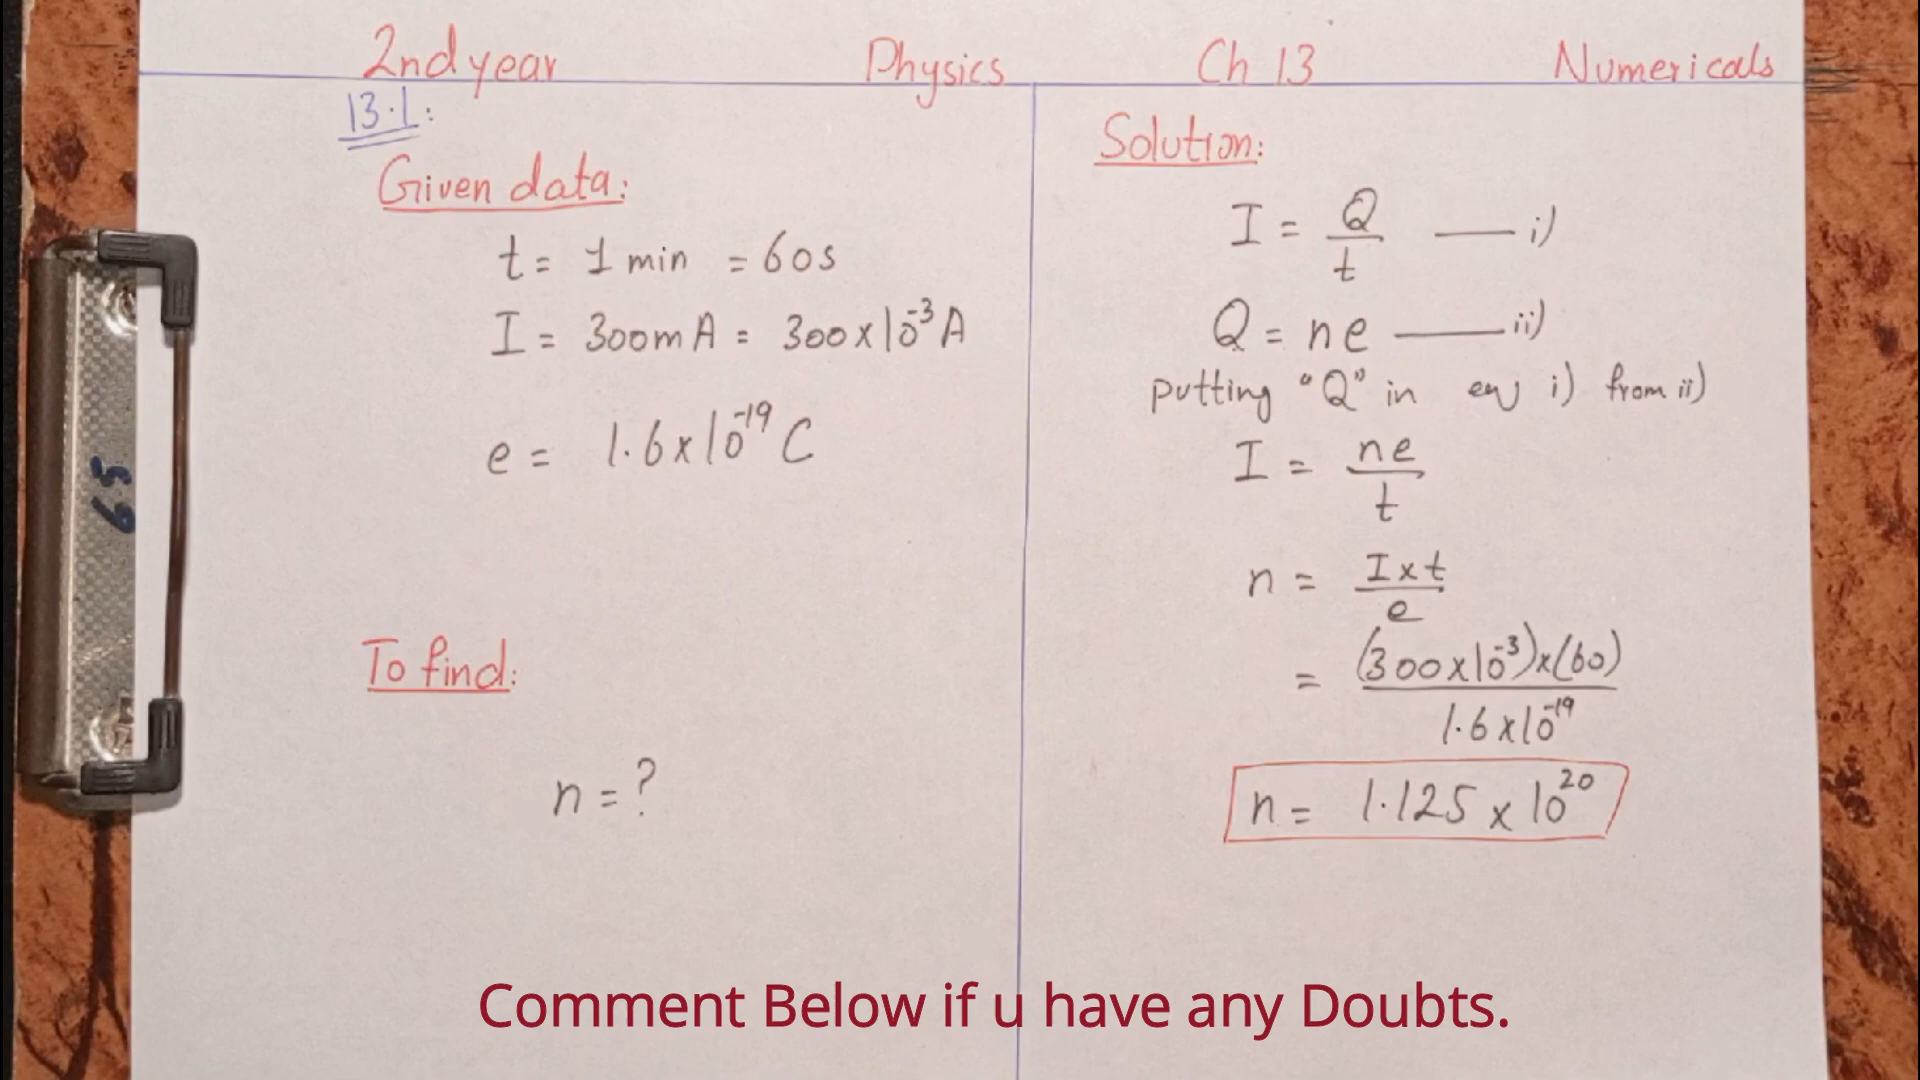 2nd year Physics Ch 13 Numericals
13.1:
Given data:
t = 1 min = 60s
I = 300mA = 300x10⁻³A
e = 1.6x10⁻¹⁹ C
To find:
n = ?
Solution:
I = Q/t —— i)
Q = ne —— ii)
putting "Q" in eq i) from ii)
I = ne/t
n = Ixt/e
= (300x10⁻³)x(60)/1.6x10⁻¹⁹
n = 1.125 x 10²⁰
65
Comment Below if u have any Doubts.